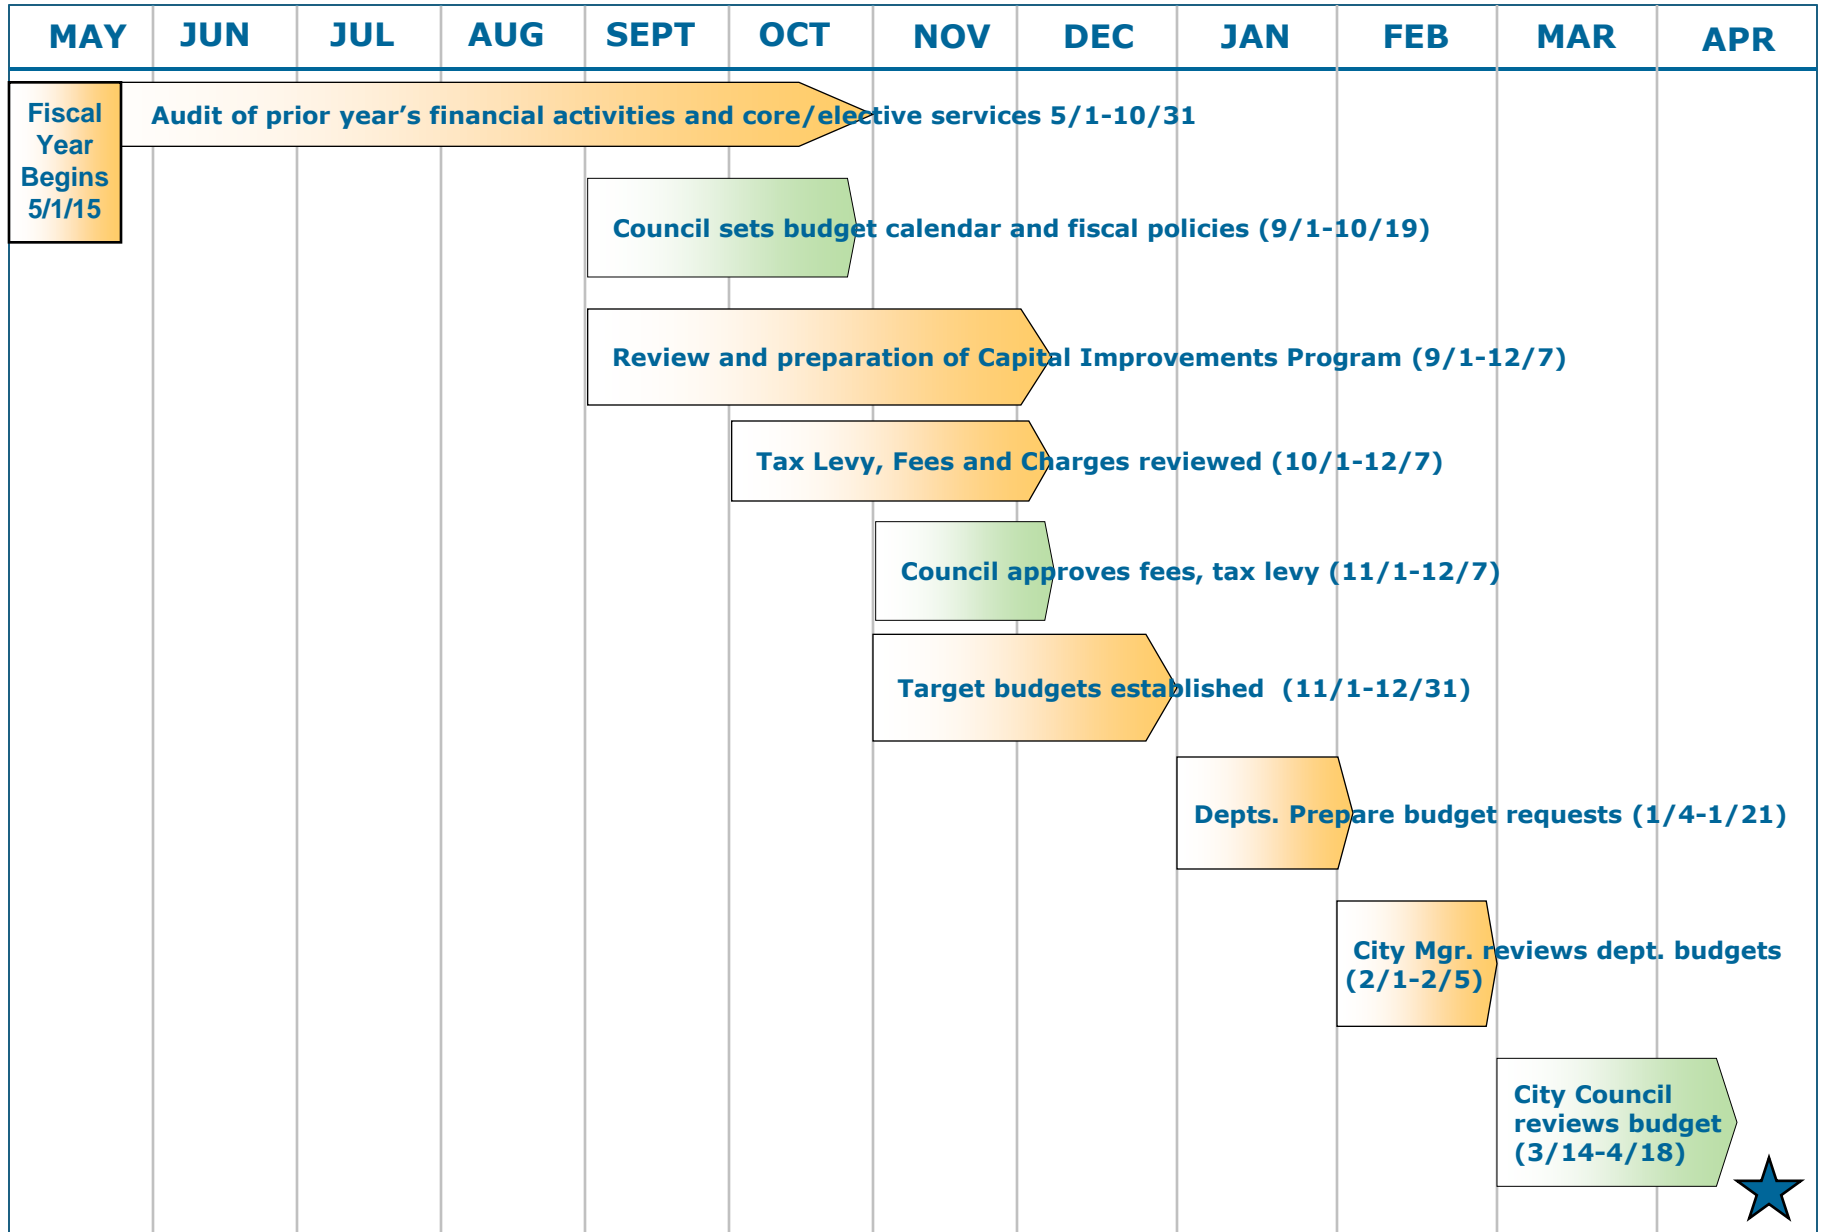 MAY JUN JUL AUG SEPT OCT NOV DEC JAN FEB MAR APR
Fiscal
Year
Begins
5/1/15
Audit of prior year’s financial activities and core/elective services 5/1-10/31
Council sets budget calendar and fiscal policies (9/1-10/19)
Review and preparation of Capital Improvements Program (9/1-12/7)
Tax Levy, Fees and Charges reviewed (10/1-12/7)
Council approves fees, tax levy (11/1-12/7)
Target budgets established (11/1-12/31)
Depts. Prepare budget requests (1/4-1/21)
City Mgr. reviews dept. budgets
(2/1-2/5)
City Council
reviews budget
(3/14-4/18)